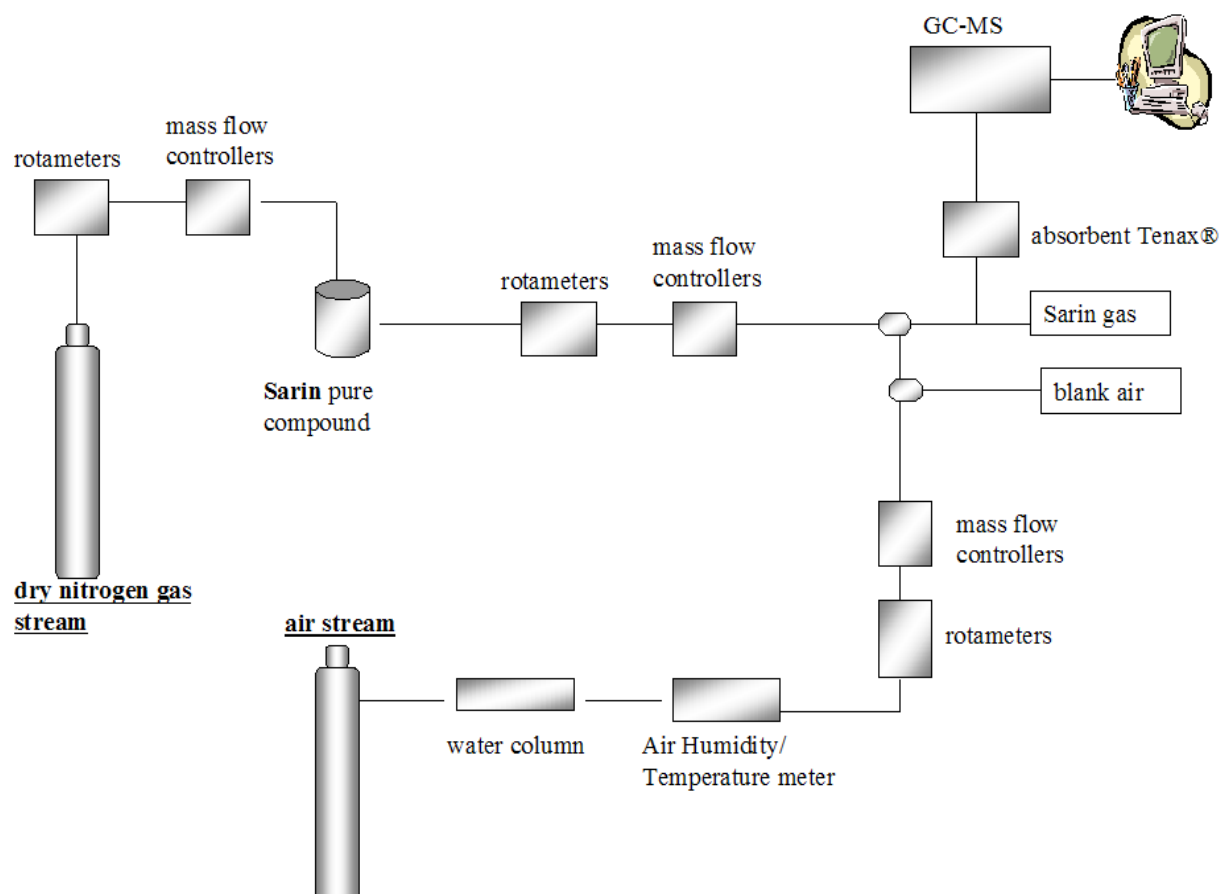 GC-MS
mass flow
controllers
rotameters
absorbent Tenax®
mass flow
controllers
rotameters
Sarin gas
Sarin pure
compound
blank air
mass flow
controllers
dry nitrogen gas
stream
air stream
rotameters
water column
Air Humidity/
Temperature meter